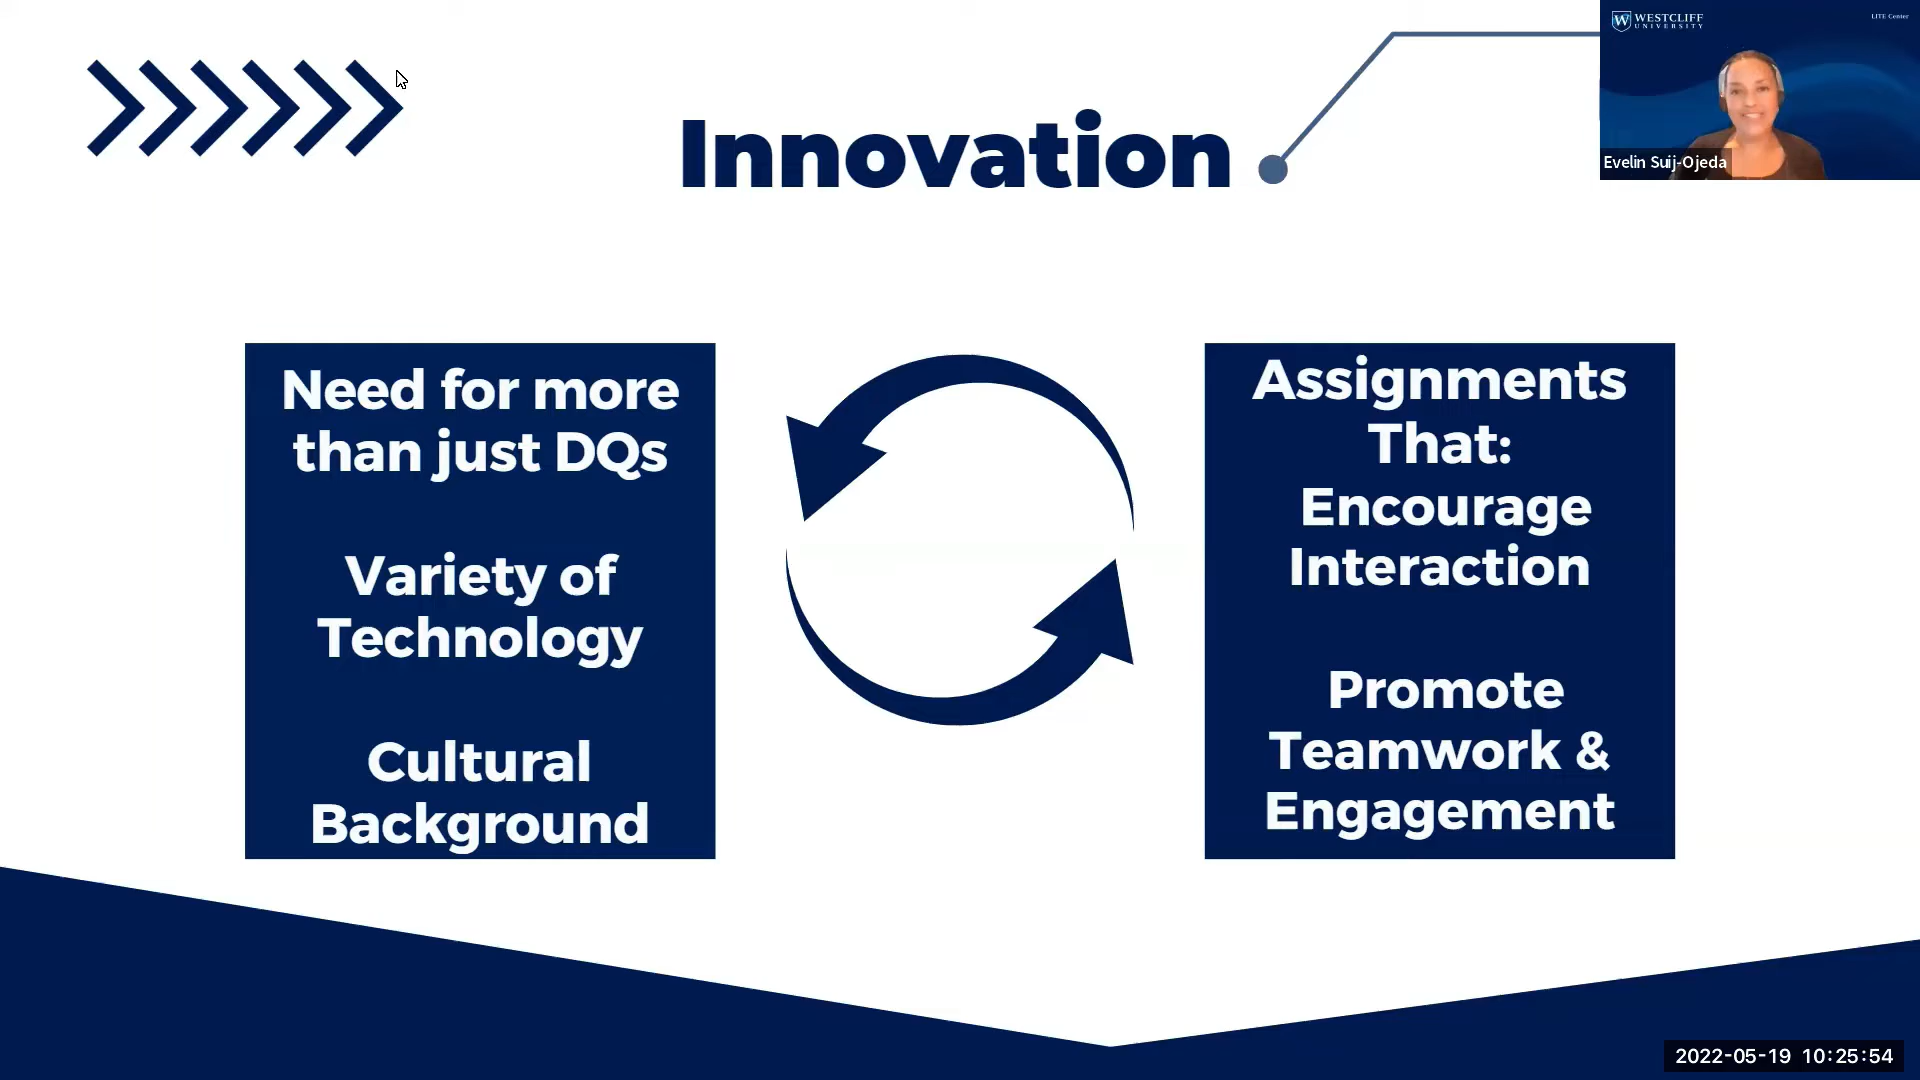 WESTCLIFF
UNIVERSITY
LITE Center
Innovation
Evelin Suij-Ojeda
Need for more
than just DQs
Variety of
Technology
Cultural
Background
Assignments
That:
Encourage
Interaction
Promote
Teamwork &
Engagement
2022-05-19 10:25:54